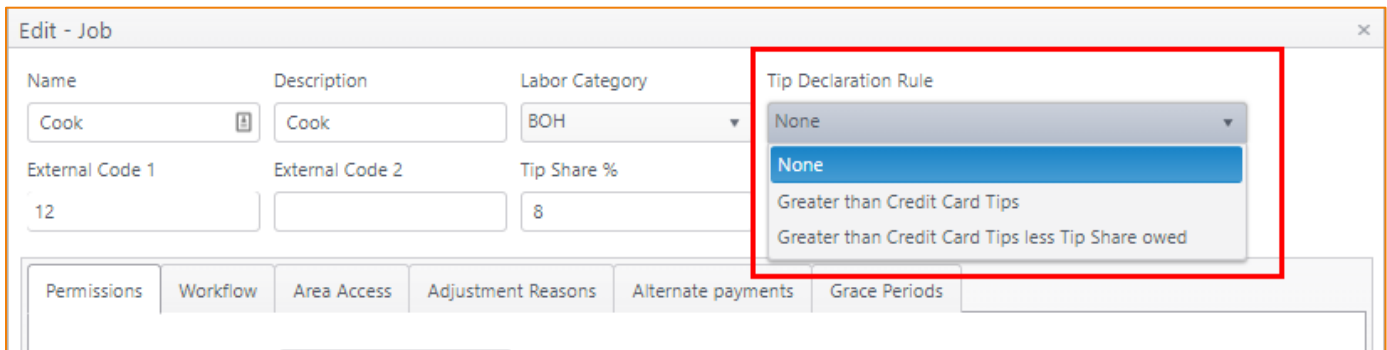 Edit - Job
Name Description Labor Category Tip Declaration Rule
Cook Cook BOH None
None
External Code 1 External Code 2 Tip Share %
Greater than Credit Card Tips
12 8
Greater than Credit Card Tips less Tip Share owed
Permissions Workflow Area Access Adjustment Reasons Alternate payments Grace Periods